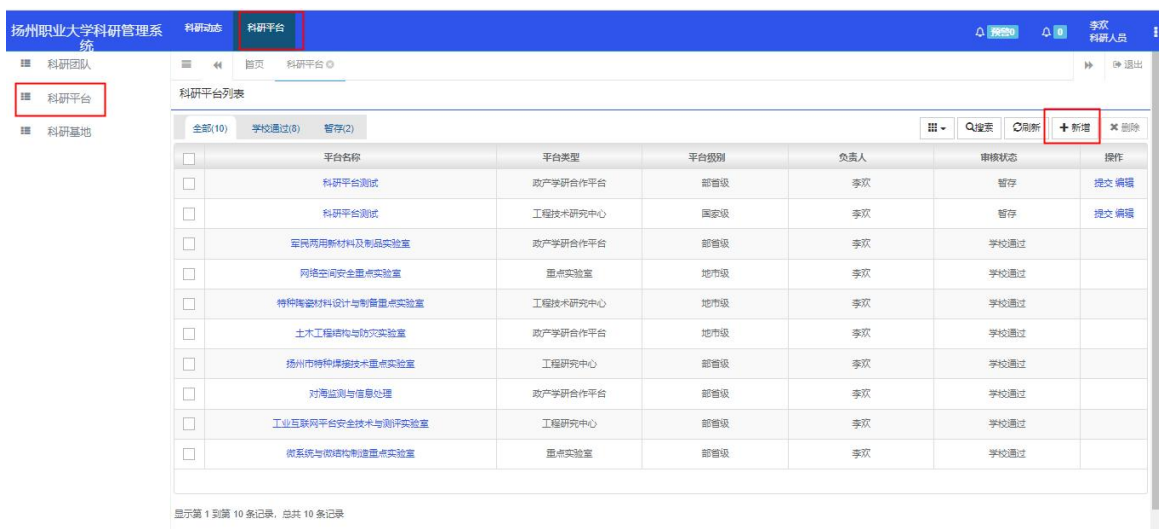 扬州职业大学科研管理系
统
科研动态 科研平台 预警0 0 李欢
科研人员
科研团队
科研平台
科研基地
首页 科研平台 退出
科研平台列表
全部(10) 学校通过(8) 暂存(2) 搜索 刷新 新增 删除
平台名称 平台类型 平台级别 负责人 审核状态 操作
科研平台测试 政产学研合作平台 部省级 李欢 暂存 提交 编辑
科研平台测试 工程技术研究中心 国家级 李欢 暂存 提交 编辑
军民两用新材料及制品实验室 政产学研合作平台 部省级 李欢 学校通过
网络空间安全重点实验室 重点实验室 地市级 李欢 学校通过
特种陶瓷材料设计与制备重点实验室 工程技术研究中心 地市级 李欢 学校通过
土木工程结构与防灾实验室 政产学研合作平台 地市级 李欢 学校通过
扬州市特种焊接技术重点实验室 工程研究中心 部省级 李欢 学校通过
对海监测与信息处理 政产学研合作平台 部省级 李欢 学校通过
工业互联网平台安全技术与测评实验室 工程研究中心 部省级 李欢 学校通过
微系统与微结构制造重点实验室 重点实验室 部省级 李欢 学校通过
显示第 1 到第 10 条记录，总共 10 条记录